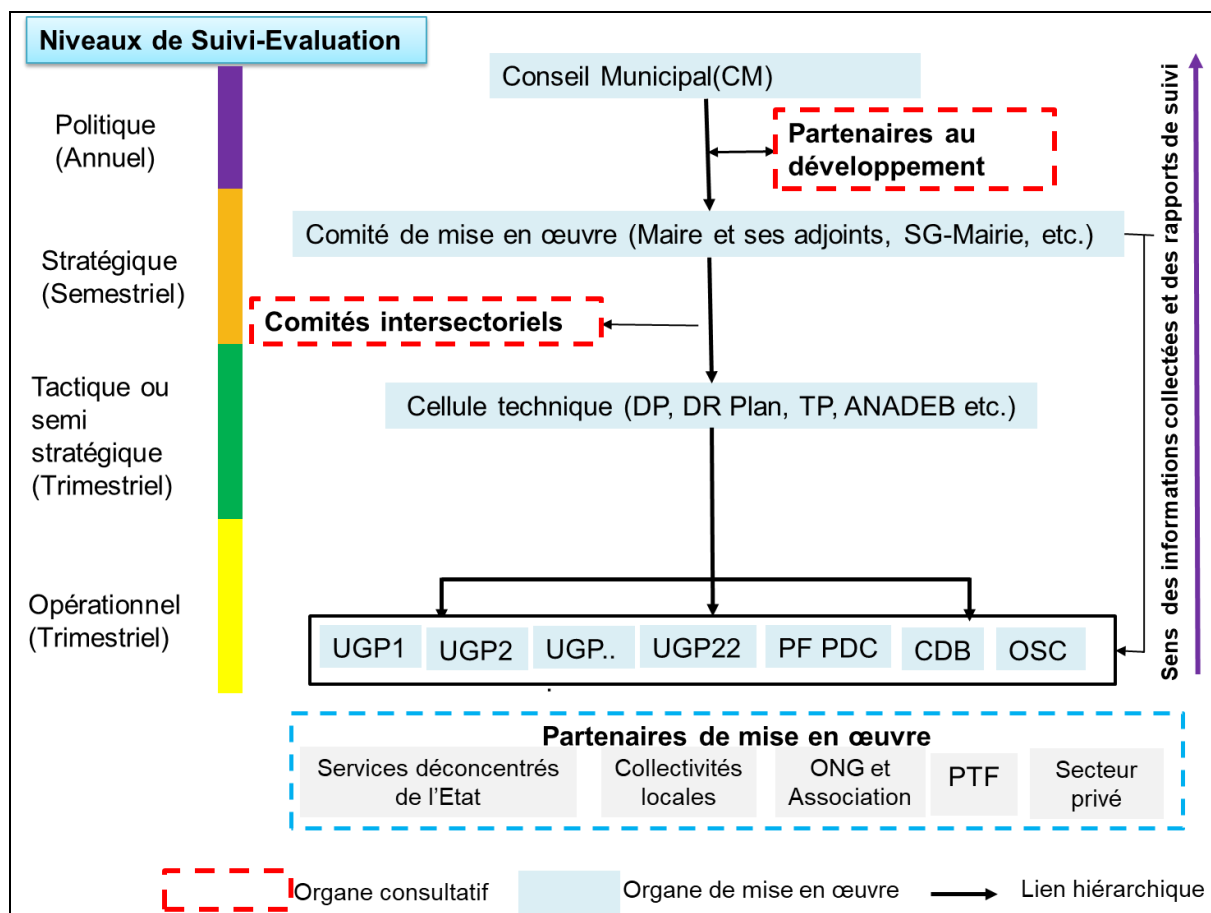 Niveaux de Suivi-Evaluation
Conseil Municipal(CM)
Politique
(Annuel)
Partenaires au
développement
Comité de mise en œuvre (Maire et ses adjoints, SG-Mairie, etc.)
Stratégique
(Semestriel)
Comités intersectoriels
Tactique ou
semi
stratégique
(Trimestriel)
Cellule technique (DP, DR Plan, TP, ANADEB etc.)
Opérationnel
(Trimestriel)
UGP1 UGP2 UGP.. UGP22 PF PDC CDB OSC
.
Sens des informations collectées et des rapports de suivi
Partenaires de mise en œuvre
Services déconcentrés
de l’Etat
Collectivités
locales
ONG et
Association
PTF
Secteur
privé
Organe consultatif
Organe de mise en œuvre
Lien hiérarchique